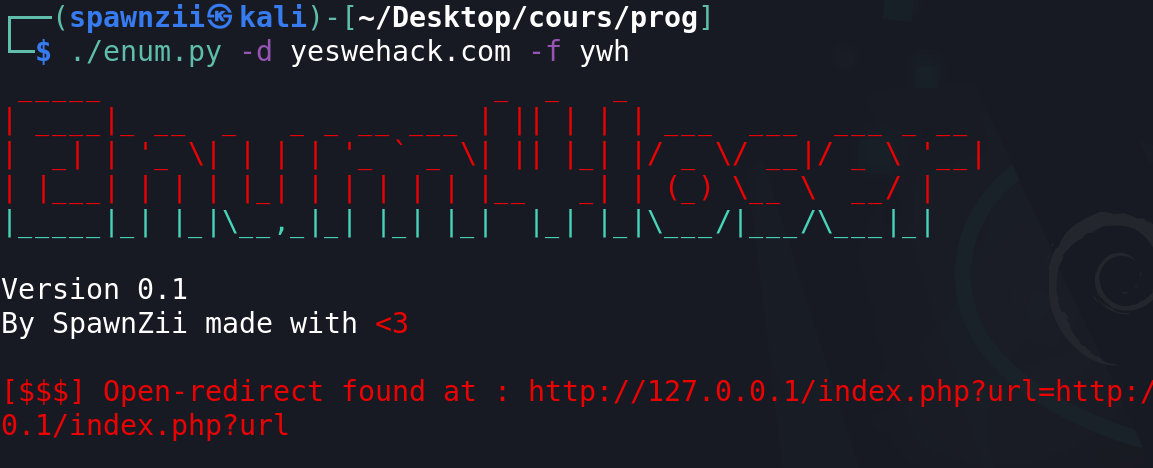 (spawnzii㉿kali)-[~/Desktop/cours/prog]
$ ./enum.py -d yeswehack.com -f ywh
Enum4loser
Version 0.1
By SpawnZii made with <3
[$$$] Open-redirect found at : http://127.0.0.1/index.php?url=http:/
0.1/index.php?url